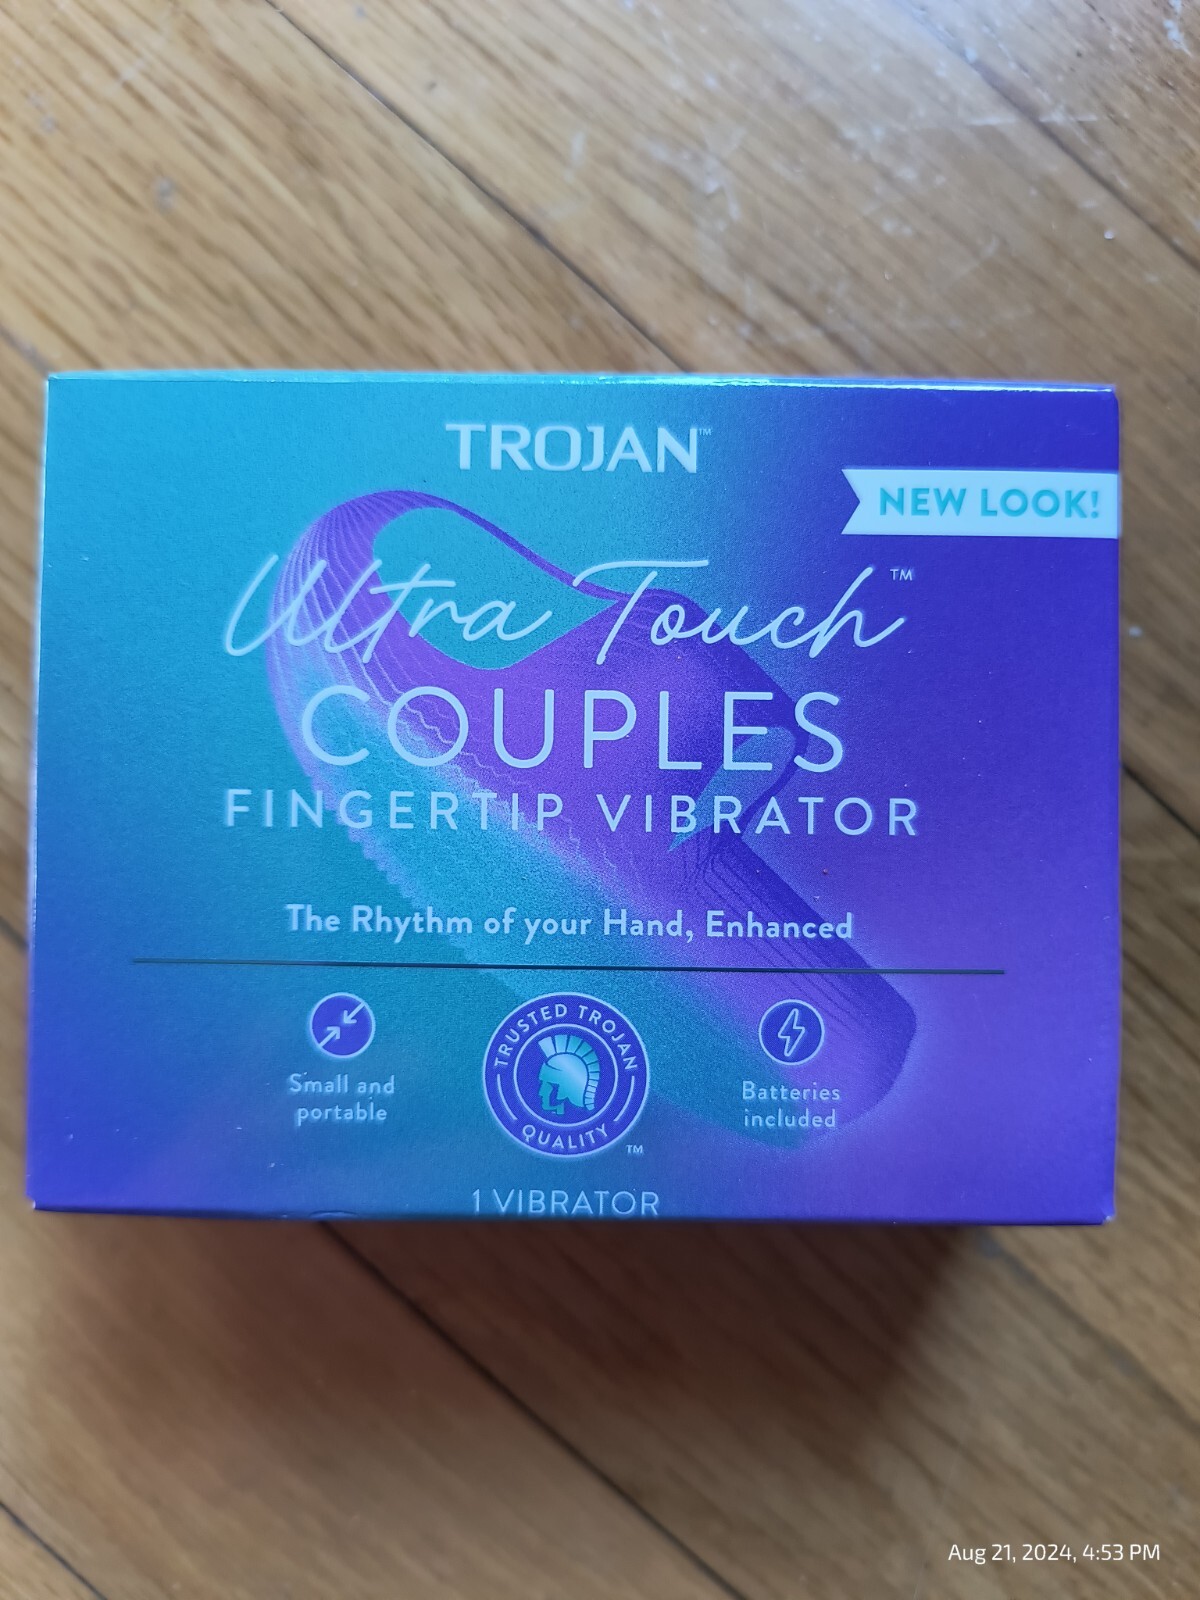 TROJAN™
NEW LOOK!
Ultra Touch™
COUPLES
FINGERTIP VIBRATOR
The Rhythm of your Hand, Enhanced
Small and
portable
TRUSTED TROJAN
QUALITY
™
Batteries
included
1 VIBRATOR
Aug 21, 2024, 4:53 PM